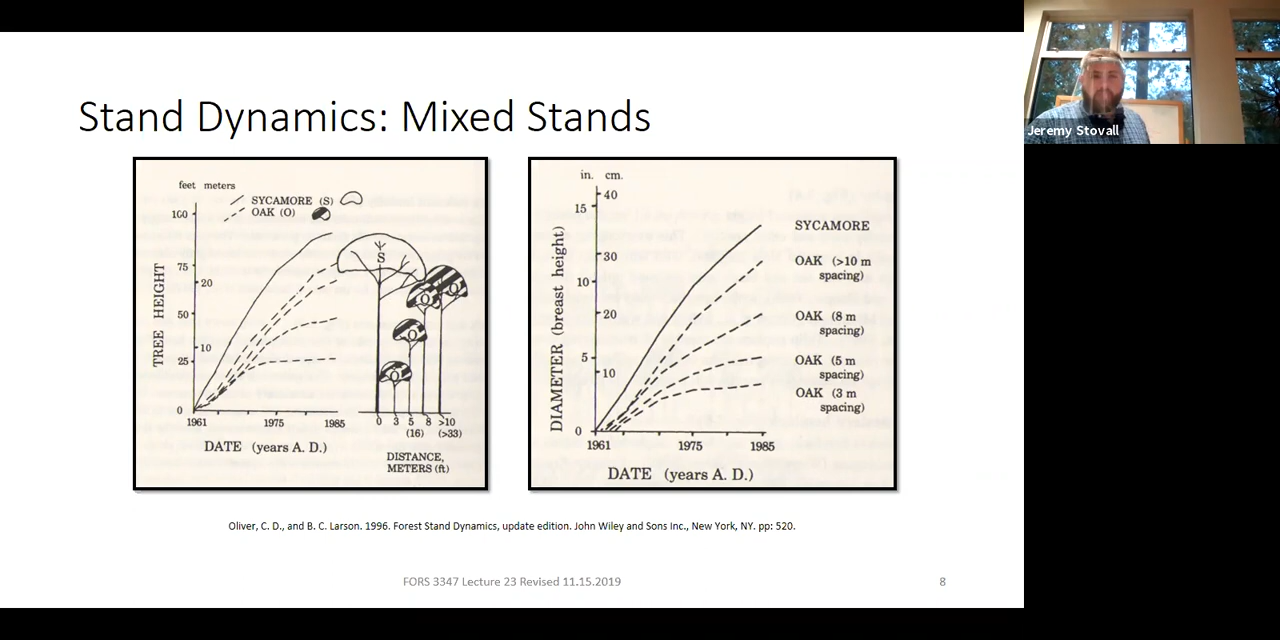 Stand Dynamics: Mixed Stands
feet meters
SYCAMORE (S)
OAK (O)
100
75
20
50
10
25
0
TREE HEIGHT
1961 1975 1985
DATE (years A. D.)
S
O
O
O
O
0 3 5 8 >10
(16) (>33)
DISTANCE,
METERS (ft)
in. cm.
40
15
30
10
20
5
10
0
DIAMETER (breast height)
1961 1975 1985
DATE (years A. D.)
SYCAMORE
OAK (>10 m
spacing)
OAK (8 m
spacing)
OAK (5 m
spacing)
OAK (3 m
spacing)
Oliver, C. D., and B. C. Larson. 1996. Forest Stand Dynamics, update edition. John Wiley and Sons Inc., New York, NY. pp: 520.
FORS 3347 Lecture 23 Revised 11.15.2019
8
Jeremy Stovall